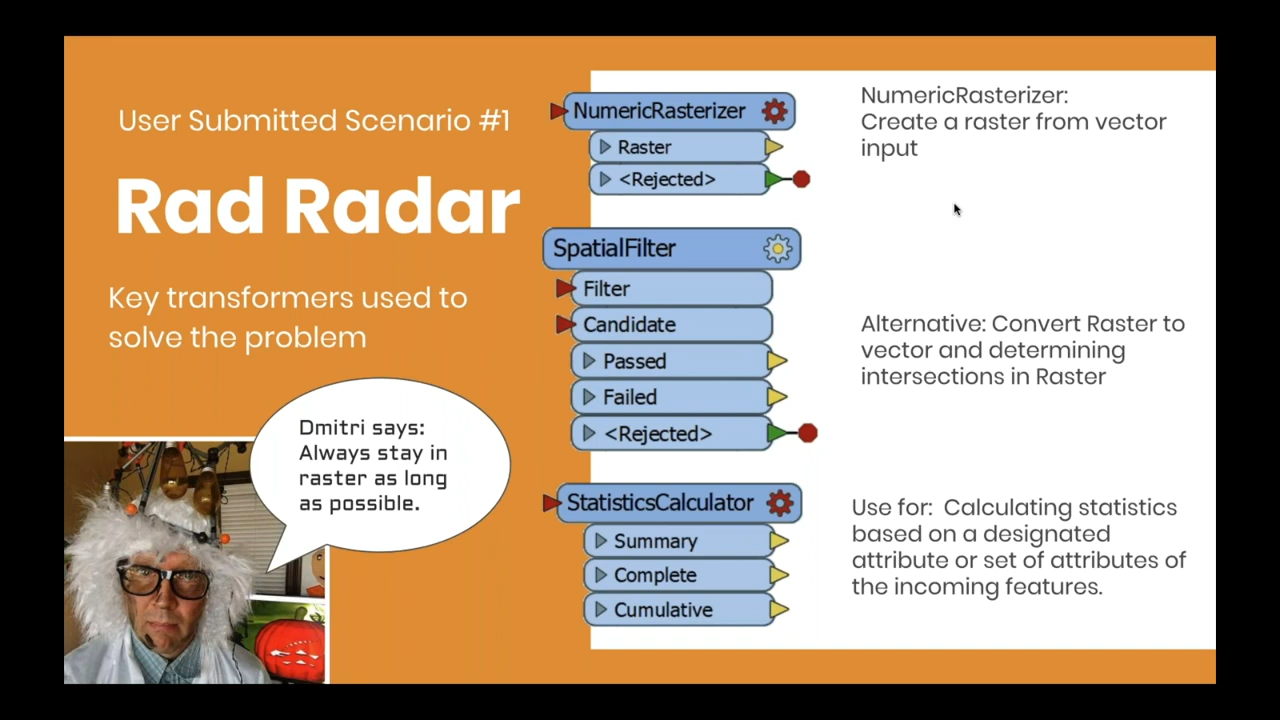 User Submitted Scenario #1
Rad Radar
Key transformers used to
solve the problem
Dmitri says:
Always stay in
raster as long
as possible.
NumericRasterizer
Raster
<Rejected>
NumericRasterizer:
Create a raster from vector
input
SpatialFilter
Filter
Candidate
Passed
Failed
<Rejected>
Alternative: Convert Raster to
vector and determining
intersections in Raster
StatisticsCalculator
Summary
Complete
Cumulative
Use for:  Calculating statistics
based on a designated
attribute or set of attributes of
the incoming features.